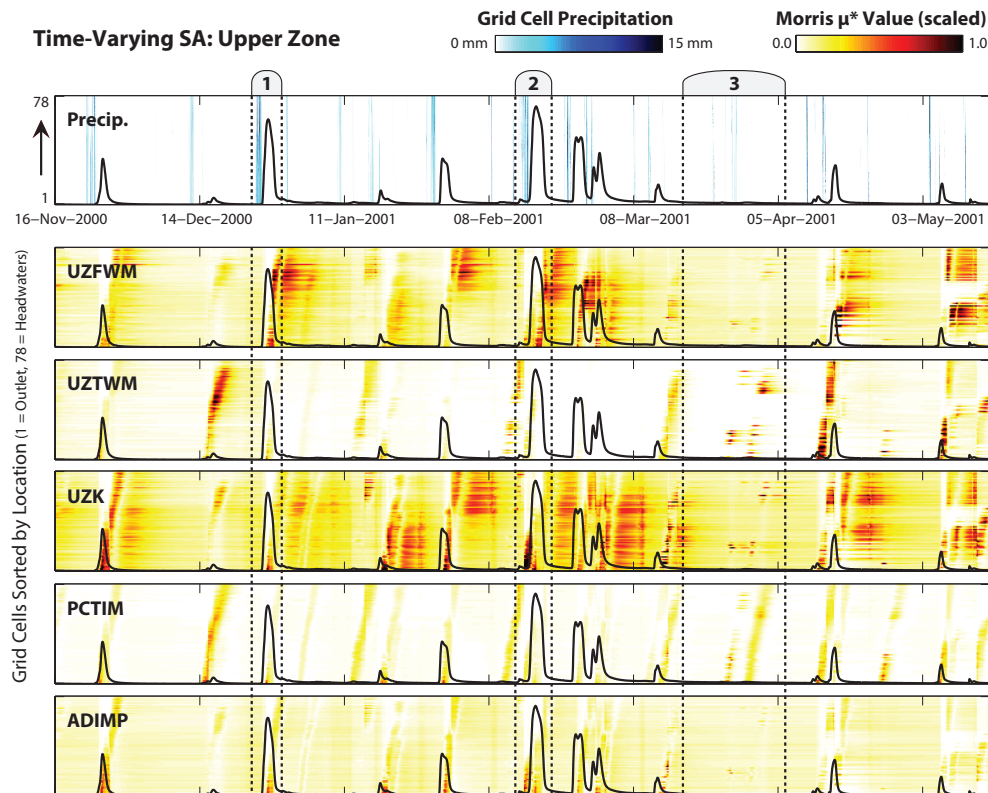 Time-Varying SA: Upper Zone
Grid Cell Precipitation
0 mm 15 mm
Morris μ* Value (scaled)
0.0 1.0
1 2 3
78
Precip.
1
16–Nov–2000 14–Dec–2000 11–Jan–2001 08–Feb–2001 08–Mar–2001 05–Apr–2001 03–May–2001
Grid Cells Sorted by Location (1 = Outlet, 78 = Headwaters)
UZFWM
UZTWM
UZK
PCTIM
ADIMP